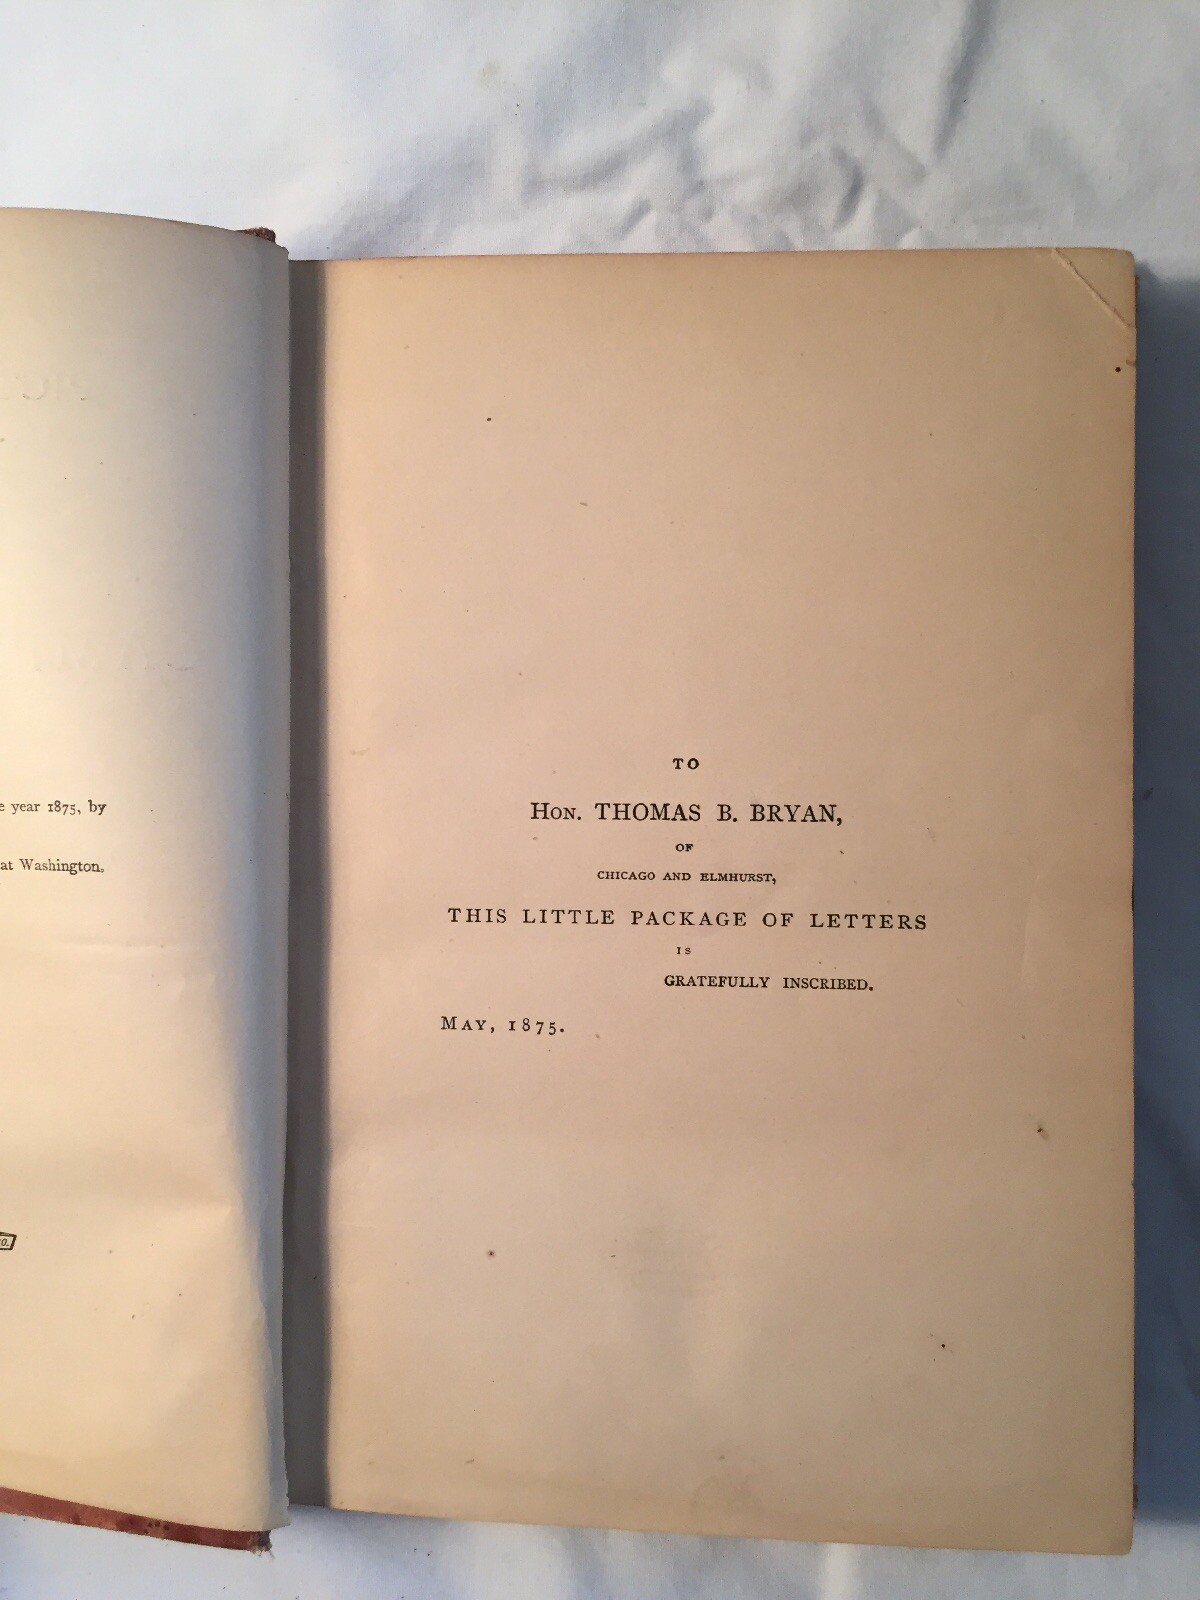 e year 1875, by
at Washington,
TO
Hon. THOMAS B. BRYAN,
OF
CHICAGO AND ELMHURST,
THIS LITTLE PACKAGE OF LETTERS
IS
GRATEFULLY INSCRIBED.
May, 1875.